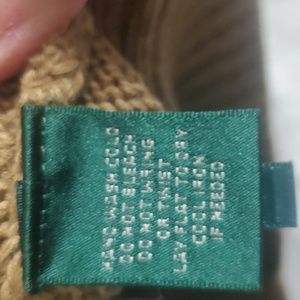 HAND WASH COLD
DO NOT BLEACH
DO NOT WRING
OR TWIST
LAY FLAT TO DRY
COOL IRON
IF NEEDED